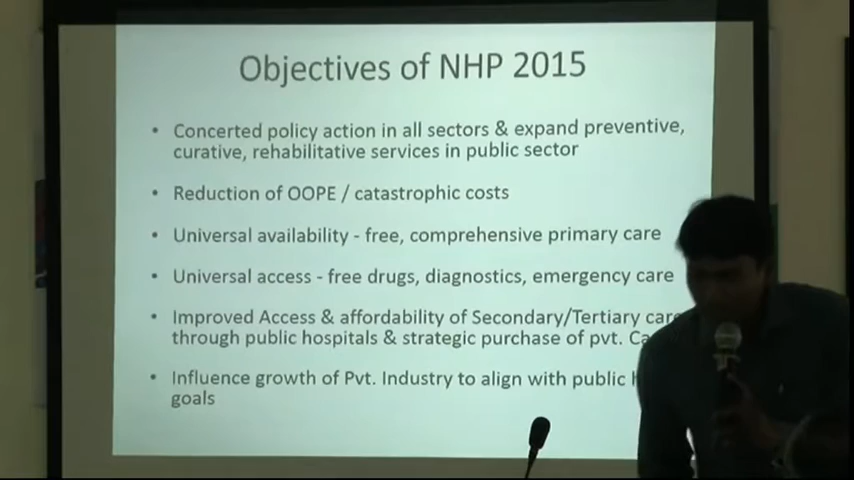 Objectives of NHP 2015
• Concerted policy action in all sectors & expand preventive,
curative, rehabilitative services in public sector
• Reduction of OOPE / catastrophic costs
• Universal availability - free, comprehensive primary care
• Universal access - free drugs, diagnostics, emergency care
• Improved Access & affordability of Secondary/Tertiary care
through public hospitals & strategic purchase of pvt.
• Influence growth of Pvt. Industry to align with public
goals